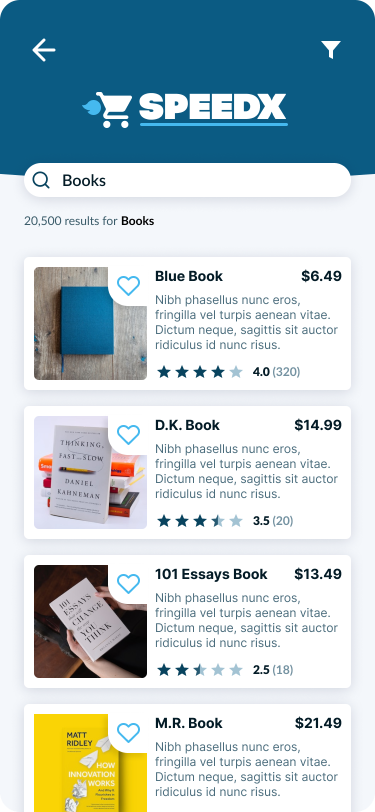 SPEEDX
Books
20,500 results for Books
Blue Book $6.49
Nibh phasellus nunc eros,
fringilla vel turpis aenean vitae.
Dictum neque, sagittis sit auctor
ridiculus id nunc risus.
4.0 (320)
D.K. Book $14.99
THINKING,
FAST AND SLOW
DANIEL
KAHNEMAN
Nibh phasellus nunc eros,
fringilla vel turpis aenean vitae.
Dictum neque, sagittis sit auctor
ridiculus id nunc risus.
3.5 (20)
101 Essays Book $13.49
101
ESSAYS
CHANGE
YOU
THINK
Nibh phasellus nunc eros,
fringilla vel turpis aenean vitae.
Dictum neque, sagittis sit auctor
ridiculus id nunc risus.
2.5 (18)
M.R. Book $21.49
MATT
RIDLEY
HOW
INNOVATION
WORKS
Nibh phasellus nunc eros,
fringilla vel turpis aenean vitae.
Dictum neque, sagittis sit auctor
ridiculus id nunc risus.